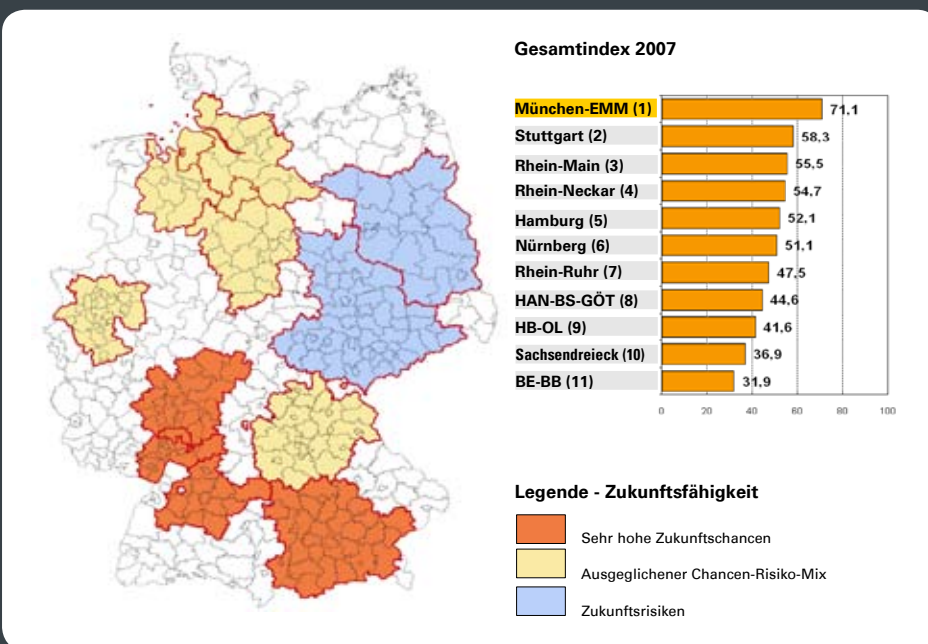 Gesamtindex 2007
München-EMM (1) 71,1
Stuttgart (2) 58,3
Rhein-Main (3) 55,5
Rhein-Neckar (4) 54,7
Hamburg (5) 52,1
Nürnberg (6) 51,1
Rhein-Ruhr (7) 47,5
HAN-BS-GÖT (8) 44,6
HB-OL (9) 41,6
Sachsendreieck (10) 36,9
BE-BB (11) 31,9
0 20 40 60 80 100
Legende - Zukunftsfähigkeit
Sehr hohe Zukunftschancen
Ausgeglichener Chancen-Risiko-Mix
Zukunftsrisiken